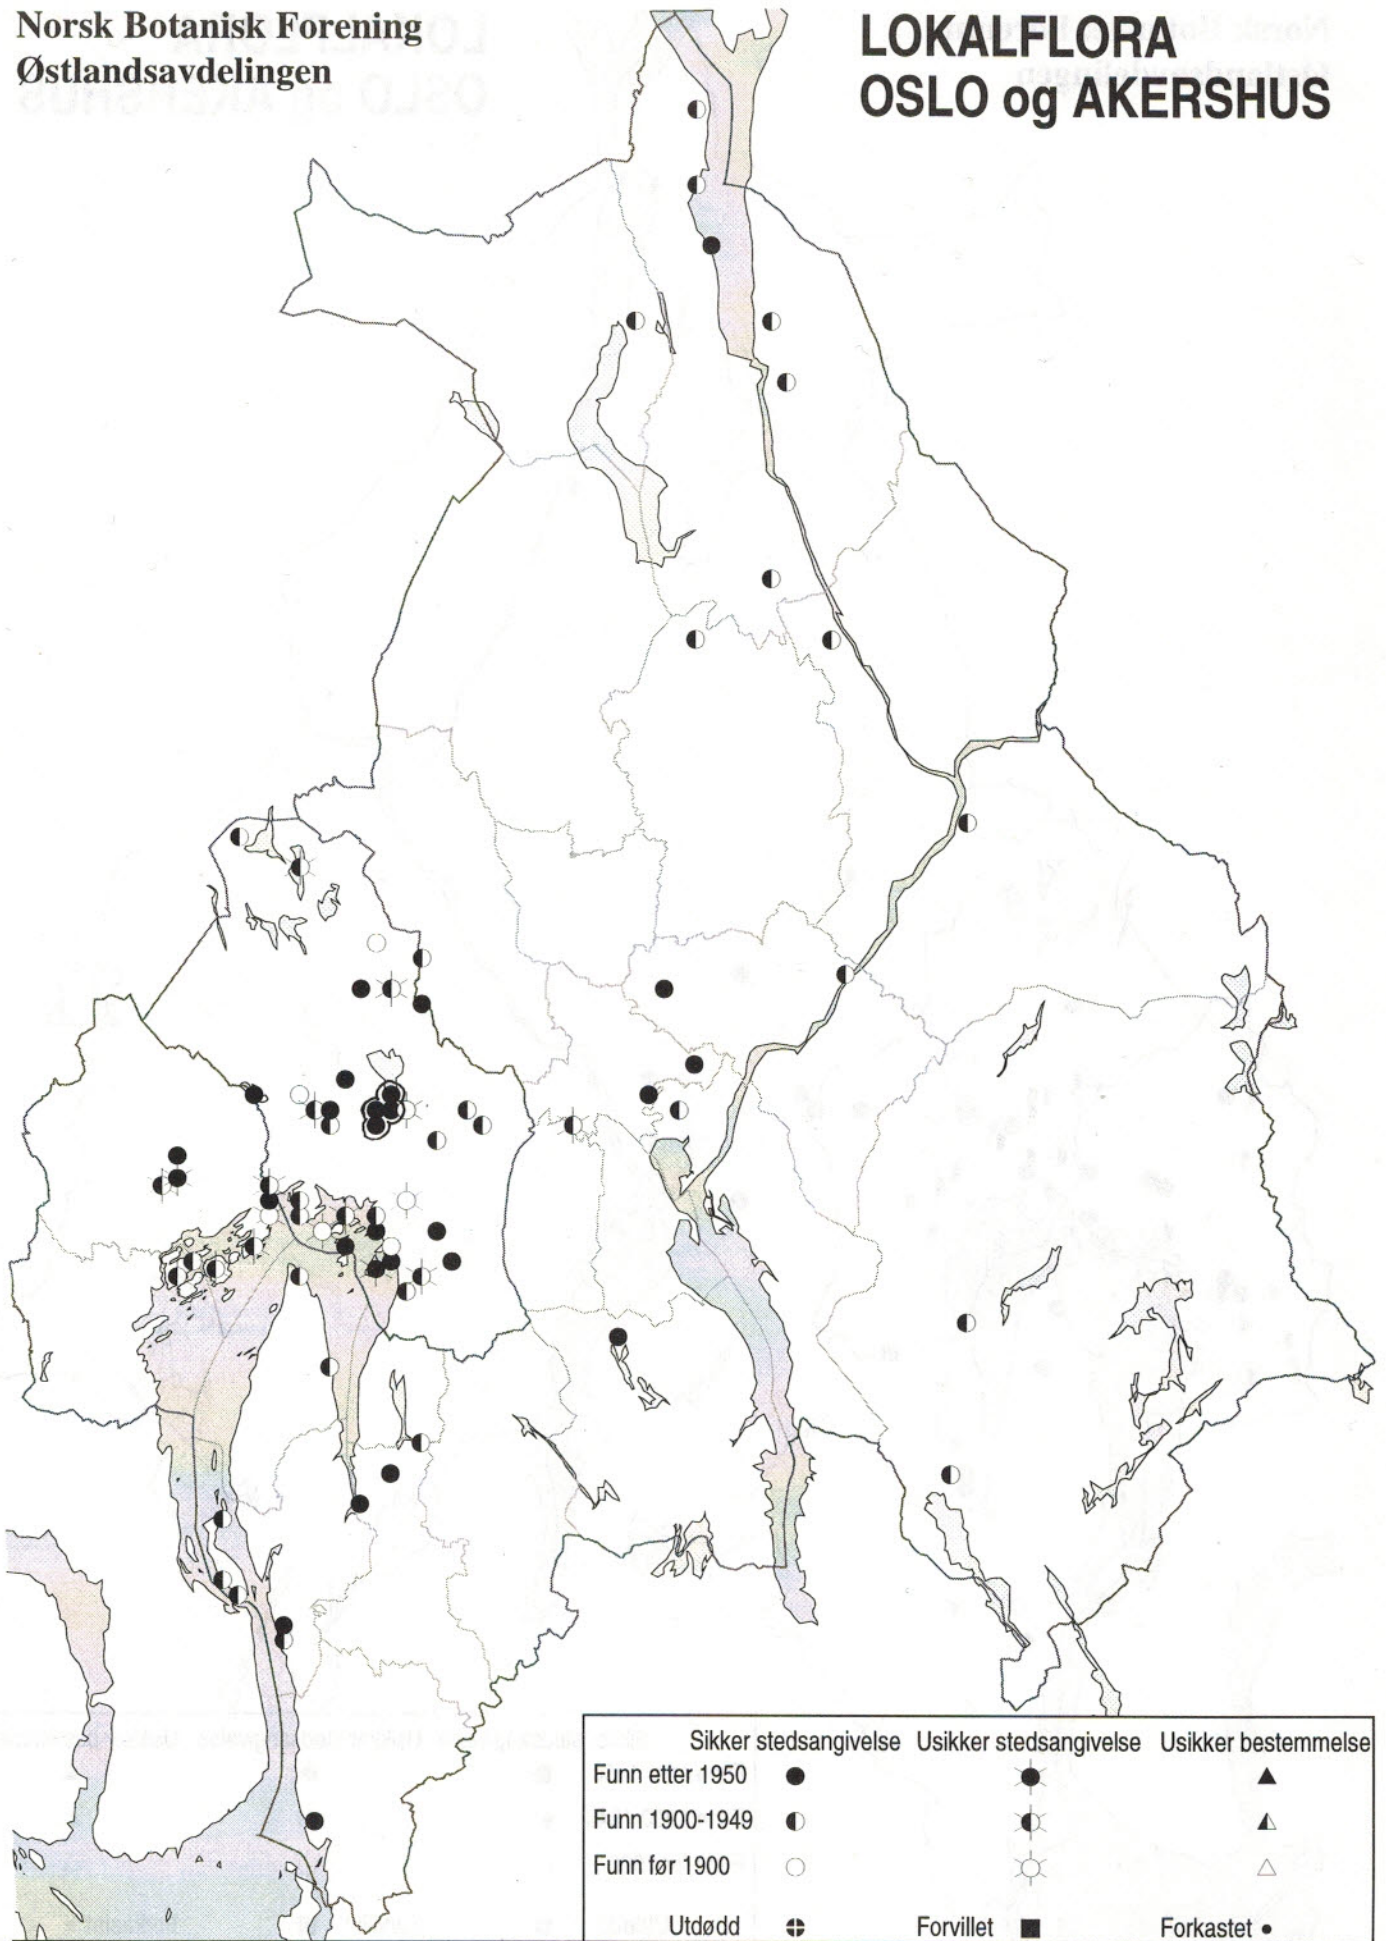 Norsk Botanisk Forening
Østlandsavdelingen
LOKALFLORA
OSLO og AKERSHUS
Sikker stedsangivelse Usikker stedsangivelse Usikker bestemmelse
Funn etter 1950
Funn 1900-1949
Funn før 1900
Utdødd Forvillet Forkastet